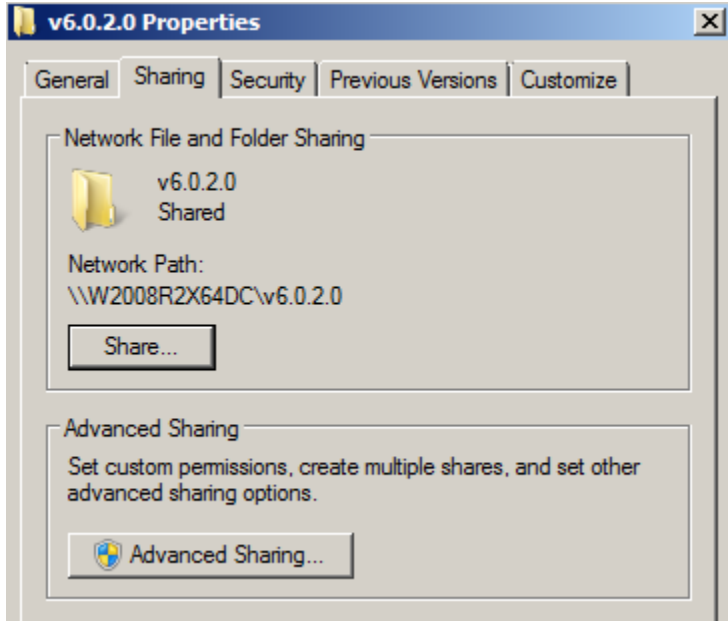 v6.0.2.0 Properties
General Sharing Security Previous Versions Customize
Network File and Folder Sharing
v6.0.2.0
Shared
Network Path:
\\W2008R2X64DC\v6.0.2.0
Share...
Advanced Sharing
Set custom permissions, create multiple shares, and set other
advanced sharing options.
Advanced Sharing...